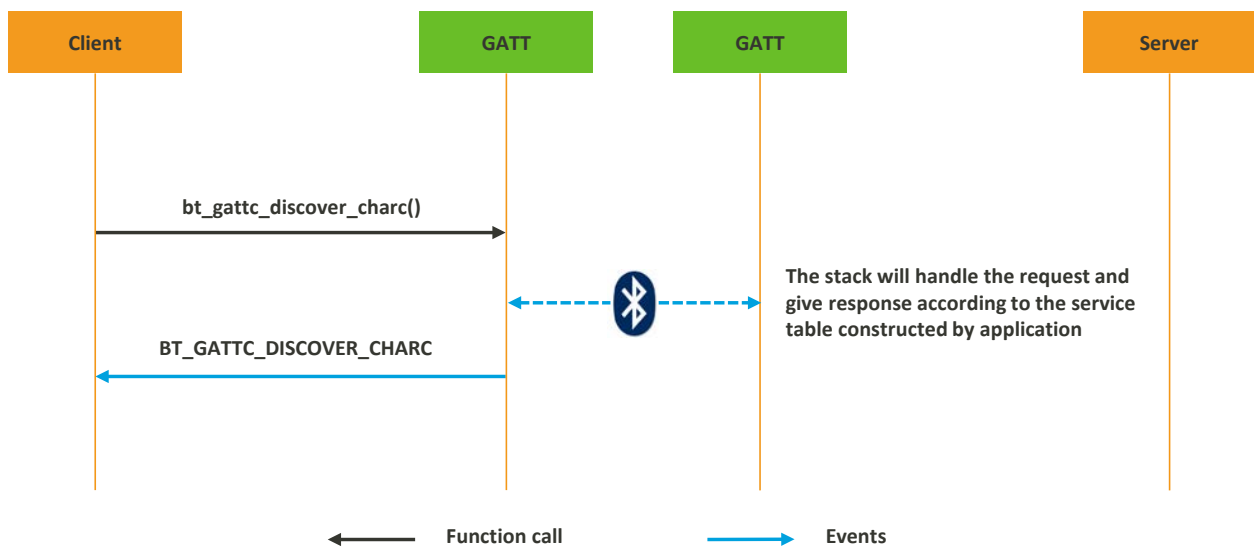 Client
GATT
GATT
Server
bt_gattc_discover_charc()
The stack will handle the request and
give response according to the service
table constructed by application
BT_GATTC_DISCOVER_CHARC
Function call
Events